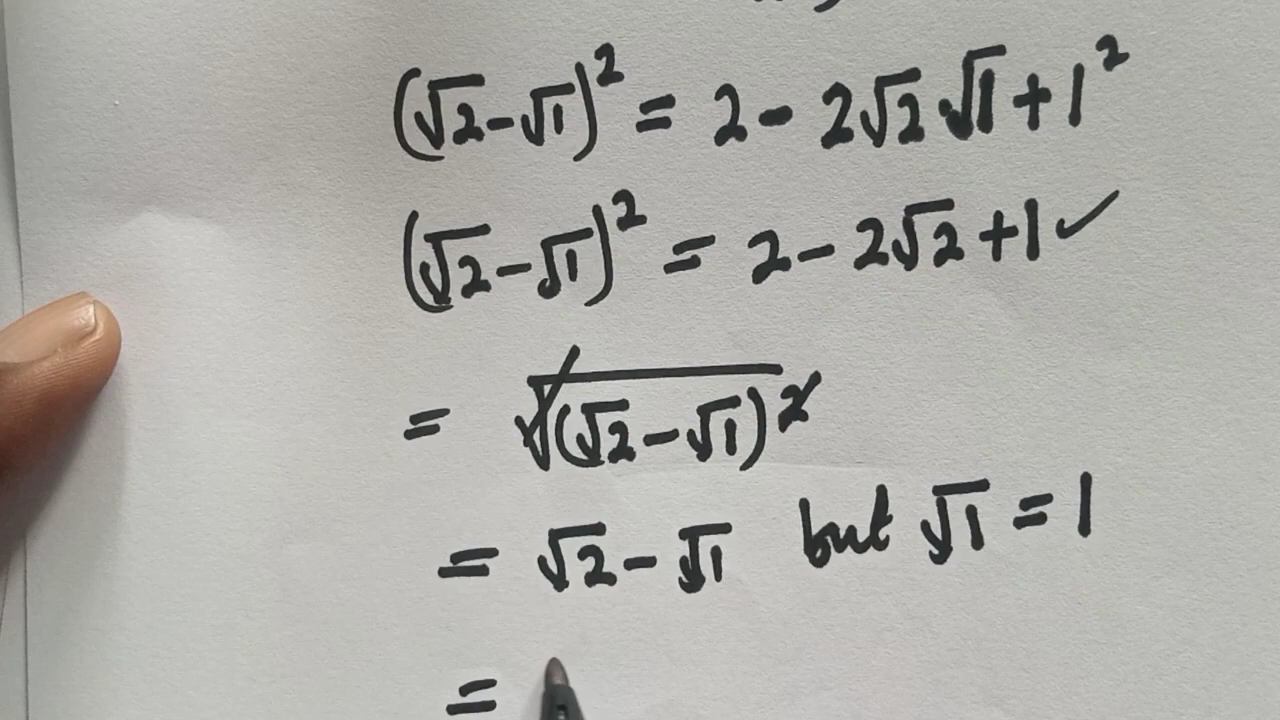 (√2-√1)² = 2 - 2√2 √1 + 1²
(√2-√1)² = 2 - 2√2 + 1 ✓
= √(√2-√1)²
= √2-√1 but √1 = 1
=